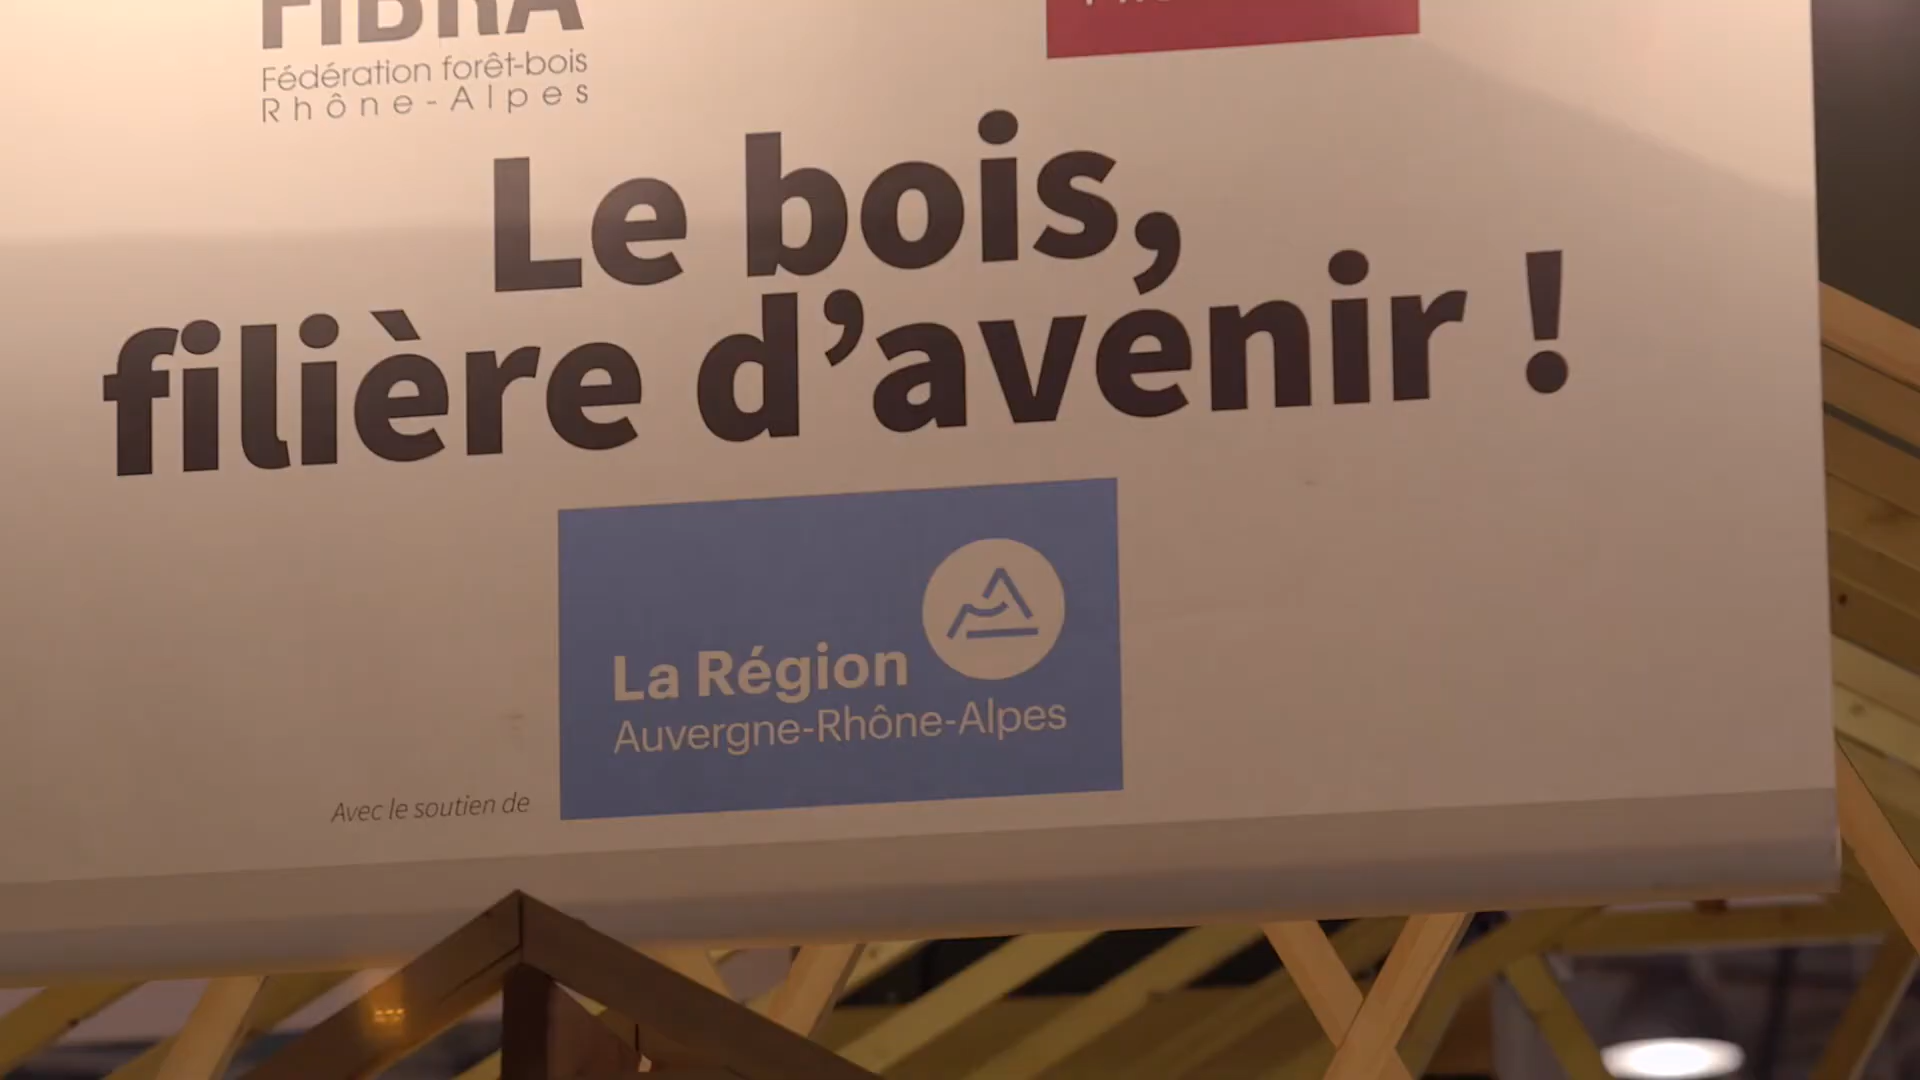 FIBRA
Fédération forêt-bois
Rhône-Alpes
Le bois,
filière d’avenir !
La Région
Auvergne-Rhône-Alpes
Avec le soutien de